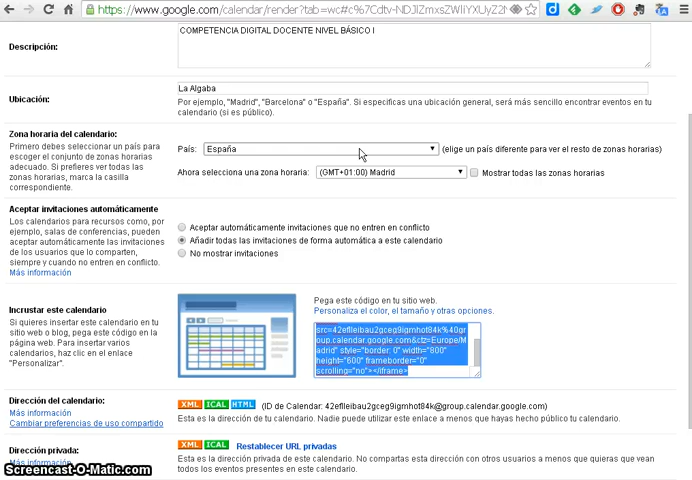 https://www.google.com/calendar/render?tab=wc#c%7Cdtv-NDJlZmxsZWliYXUyZ2N
COMPETENCIA DIGITAL DOCENTE NIVEL BÁSICO I
Descripción:
La Algaba
Ubicación:
Por ejemplo, "Madrid", "Barcelona" o "España". Si especificas una ubicación general, será más sencillo encontrar eventos en tu
calendario (si es público).
Zona horaria del calendario:
Primero debes seleccionar un país para
escoger el conjunto de zonas horarias
adecuado. Si prefieres ver todas las
zonas horarias, marca la casilla
correspondiente.
País: España (elige un país diferente para ver el resto de zonas horarias)
Ahora selecciona una zona horaria: (GMT+01:00) Madrid Mostrar todas las zonas horarias
Aceptar invitaciones automáticamente
Los calendarios para recursos como, por
ejemplo, salas de conferencias, pueden
aceptar automáticamente las invitaciones
de los usuarios que lo comparten,
siempre y cuando no entren en conflicto.
Más información
Aceptar automáticamente invitaciones que no entren en conflicto
Añadir todas las invitaciones de forma automática a este calendario
No mostrar invitaciones
Incrustar este calendario
Si quieres insertar este calendario en tu
sitio web o blog, pega este código en la
página web. Para insertar varios
calendarios, haz clic en el enlace
"Personalizar".
Pega este código en tu sitio web.
Personaliza el color, el tamaño y otras opciones.
src=42eflleibau2gceg9igmhot84k%40gr
oup.calendar.google.com&ctz=Europe/M
adrid" style="border: 0" width="800"
height="600" frameborder="0"
scrolling="no"></iframe>
Dirección del calendario:
Más información
Cambiar preferencias de uso compartido
XML ICAL HTML (ID de Calendar: 42eflleibau2gceg9igmhot84k@group.calendar.google.com)
Esta es la dirección de tu calendario. Nadie puede utilizar este enlace a menos que hayas hecho público tu calendario.
Dirección privada:
Más información
XML ICAL Restablecer URL privadas
Esta es la dirección privada de este calendario. No compartas esta dirección con otros usuarios a menos que quieras que vean
todos los eventos presentes en este calendario.
Screencast-O-Matic.com